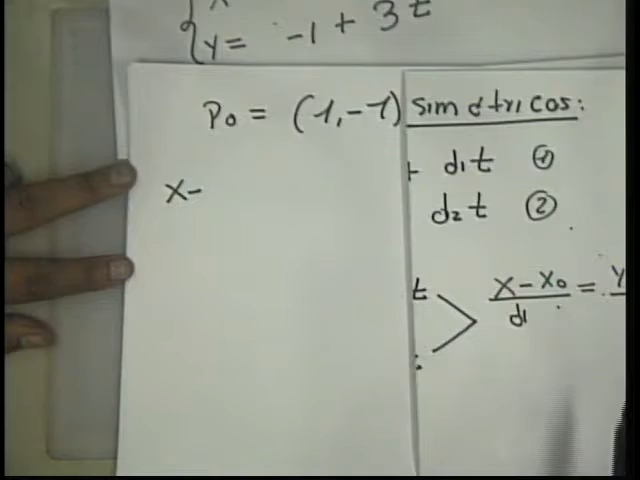 y = -1 + 3t
P0 = (1, -1)
simétricos:
+ d1t ①
d2t ②
x -
t
x - x0 = y
d1